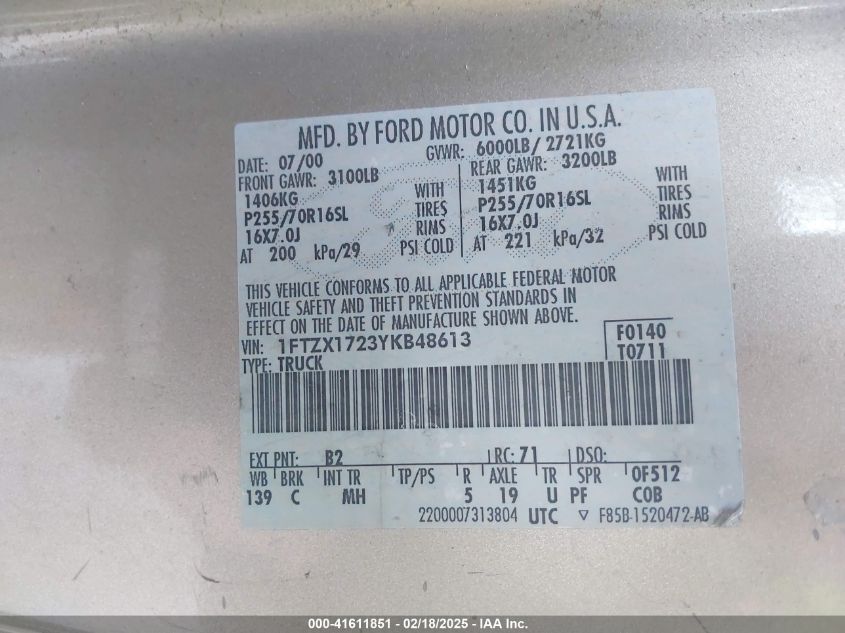 MFD. BY FORD MOTOR CO. IN U.S.A.
DATE: 07/00 GVWR: 6000LB/ 2721KG
FRONT GAWR: 3100LB REAR GAWR: 3200LB
1406KG WITH 1451KG WITH
P255/70R16SL TIRES P255/70R16SL TIRES
16X7.0J RIMS 16X7.0J RIMS
AT 200 kPa/29 PSI COLD AT 221 kPa/32 PSI COLD
THIS VEHICLE CONFORMS TO ALL APPLICABLE FEDERAL MOTOR
VEHICLE SAFETY AND THEFT PREVENTION STANDARDS IN
EFFECT ON THE DATE OF MANUFACTURE SHOWN ABOVE.
VIN: 1FTZX1723YKB48613 F0140
TYPE: TRUCK T0711
EXT PNT: B2 RC: 71 DSO:
WB BRK INT TR TP/PS R AXLE TR SPR 0F512
139 C MH 5 19 U PF COB
2200007313804 UTC ▽ F85B-1520472-AB
000-41611851 - 02/18/2025 - IAA Inc.